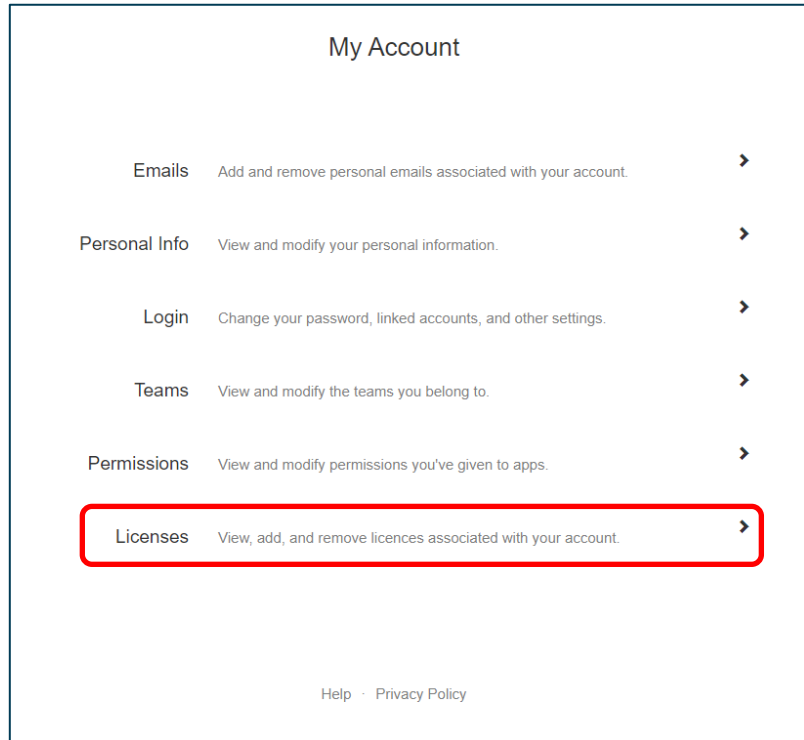 My Account
Emails Add and remove personal emails associated with your account.
Personal Info View and modify your personal information.
Login Change your password, linked accounts, and other settings.
Teams View and modify the teams you belong to.
Permissions View and modify permissions you've given to apps.
Licenses View, add, and remove licences associated with your account.
Help · Privacy Policy